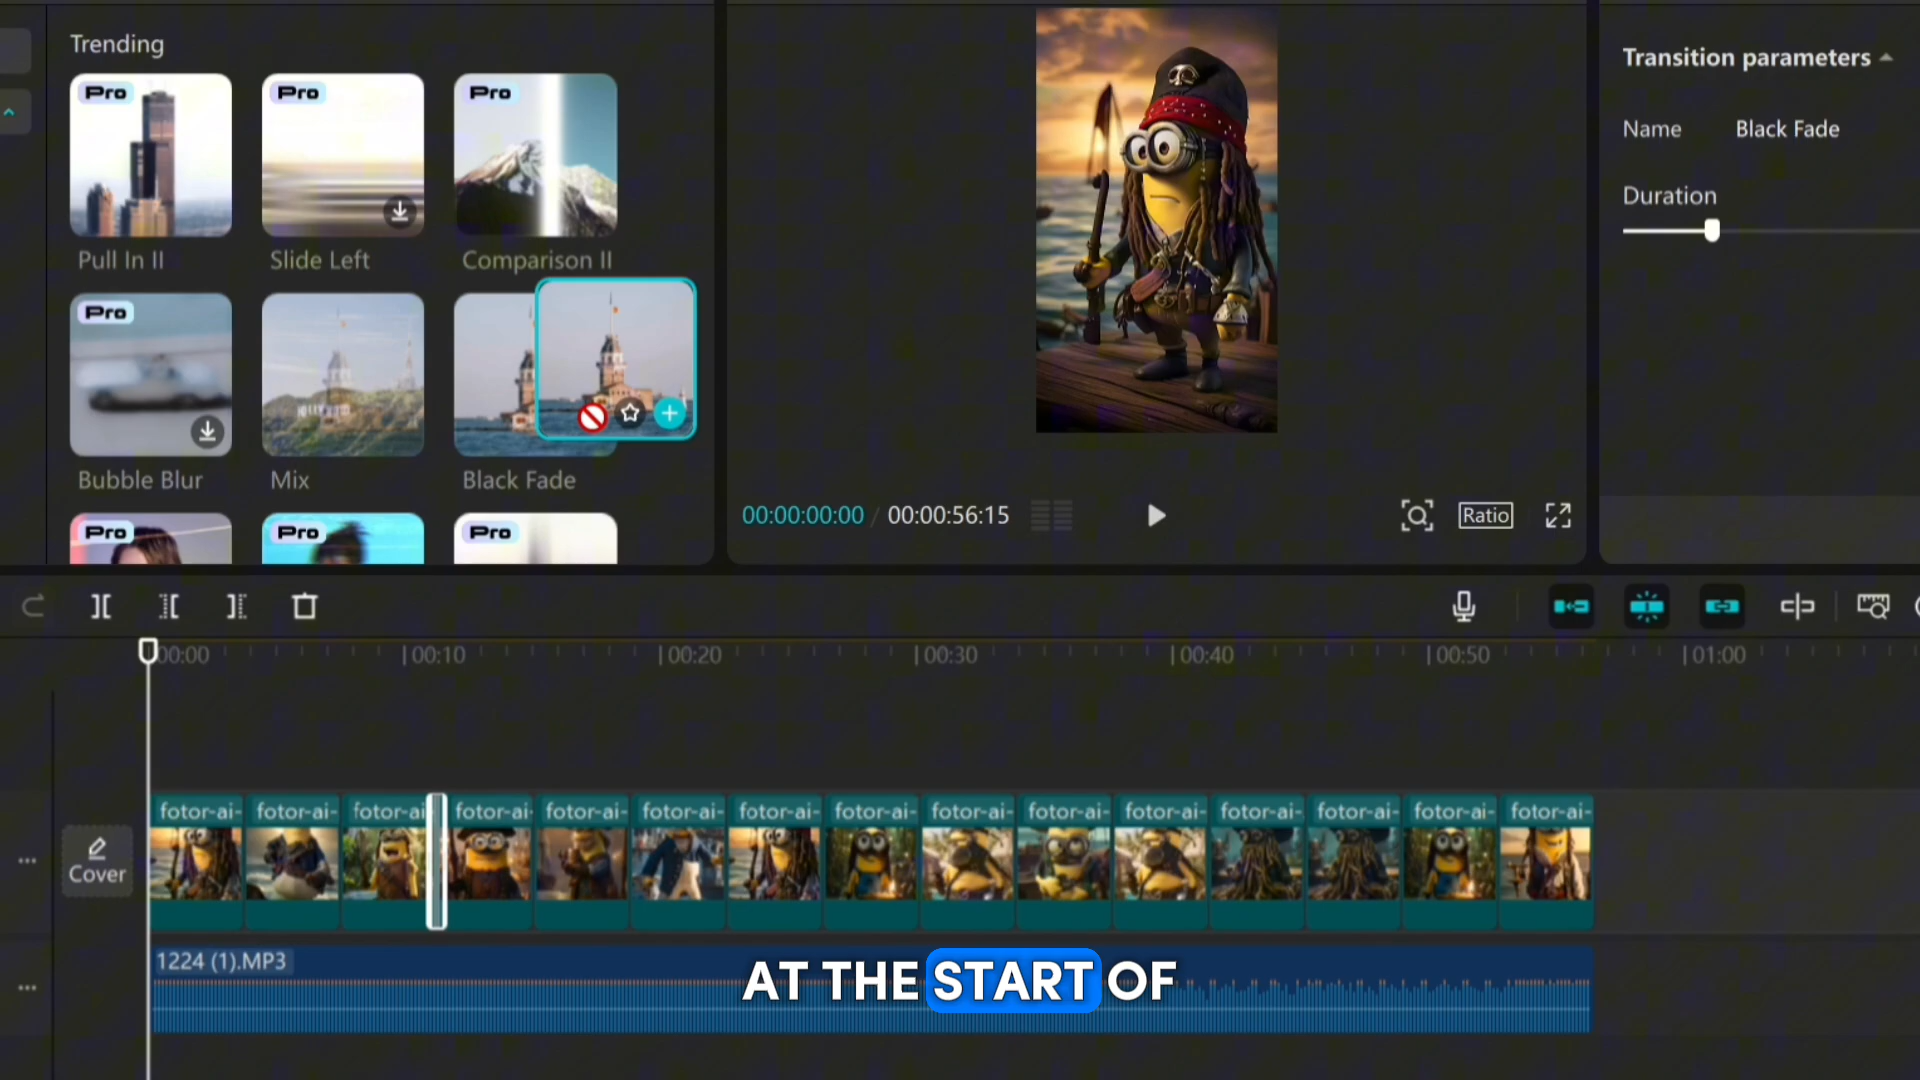 Trending
Pro
Pro
Pro
Pull In II
Slide Left
Comparison II
Pro
Bubble Blur
Mix
Black Fade
Pro
Pro
Pro
00:00:00:00 / 00:00:56:15
Ratio
Transition parameters
Name Black Fade
Duration
00:00 00:10 00:20 00:30 00:40 00:50 01:00
Cover
fotor-ai- fotor-ai- fotor-ai fotor-ai- fotor-ai- fotor-ai- fotor-ai- fotor-ai- fotor-ai- fotor-ai- fotor-ai- fotor-ai- fotor-ai- fotor-ai- fotor-ai-
1224 (1).MP3
AT THE START OF